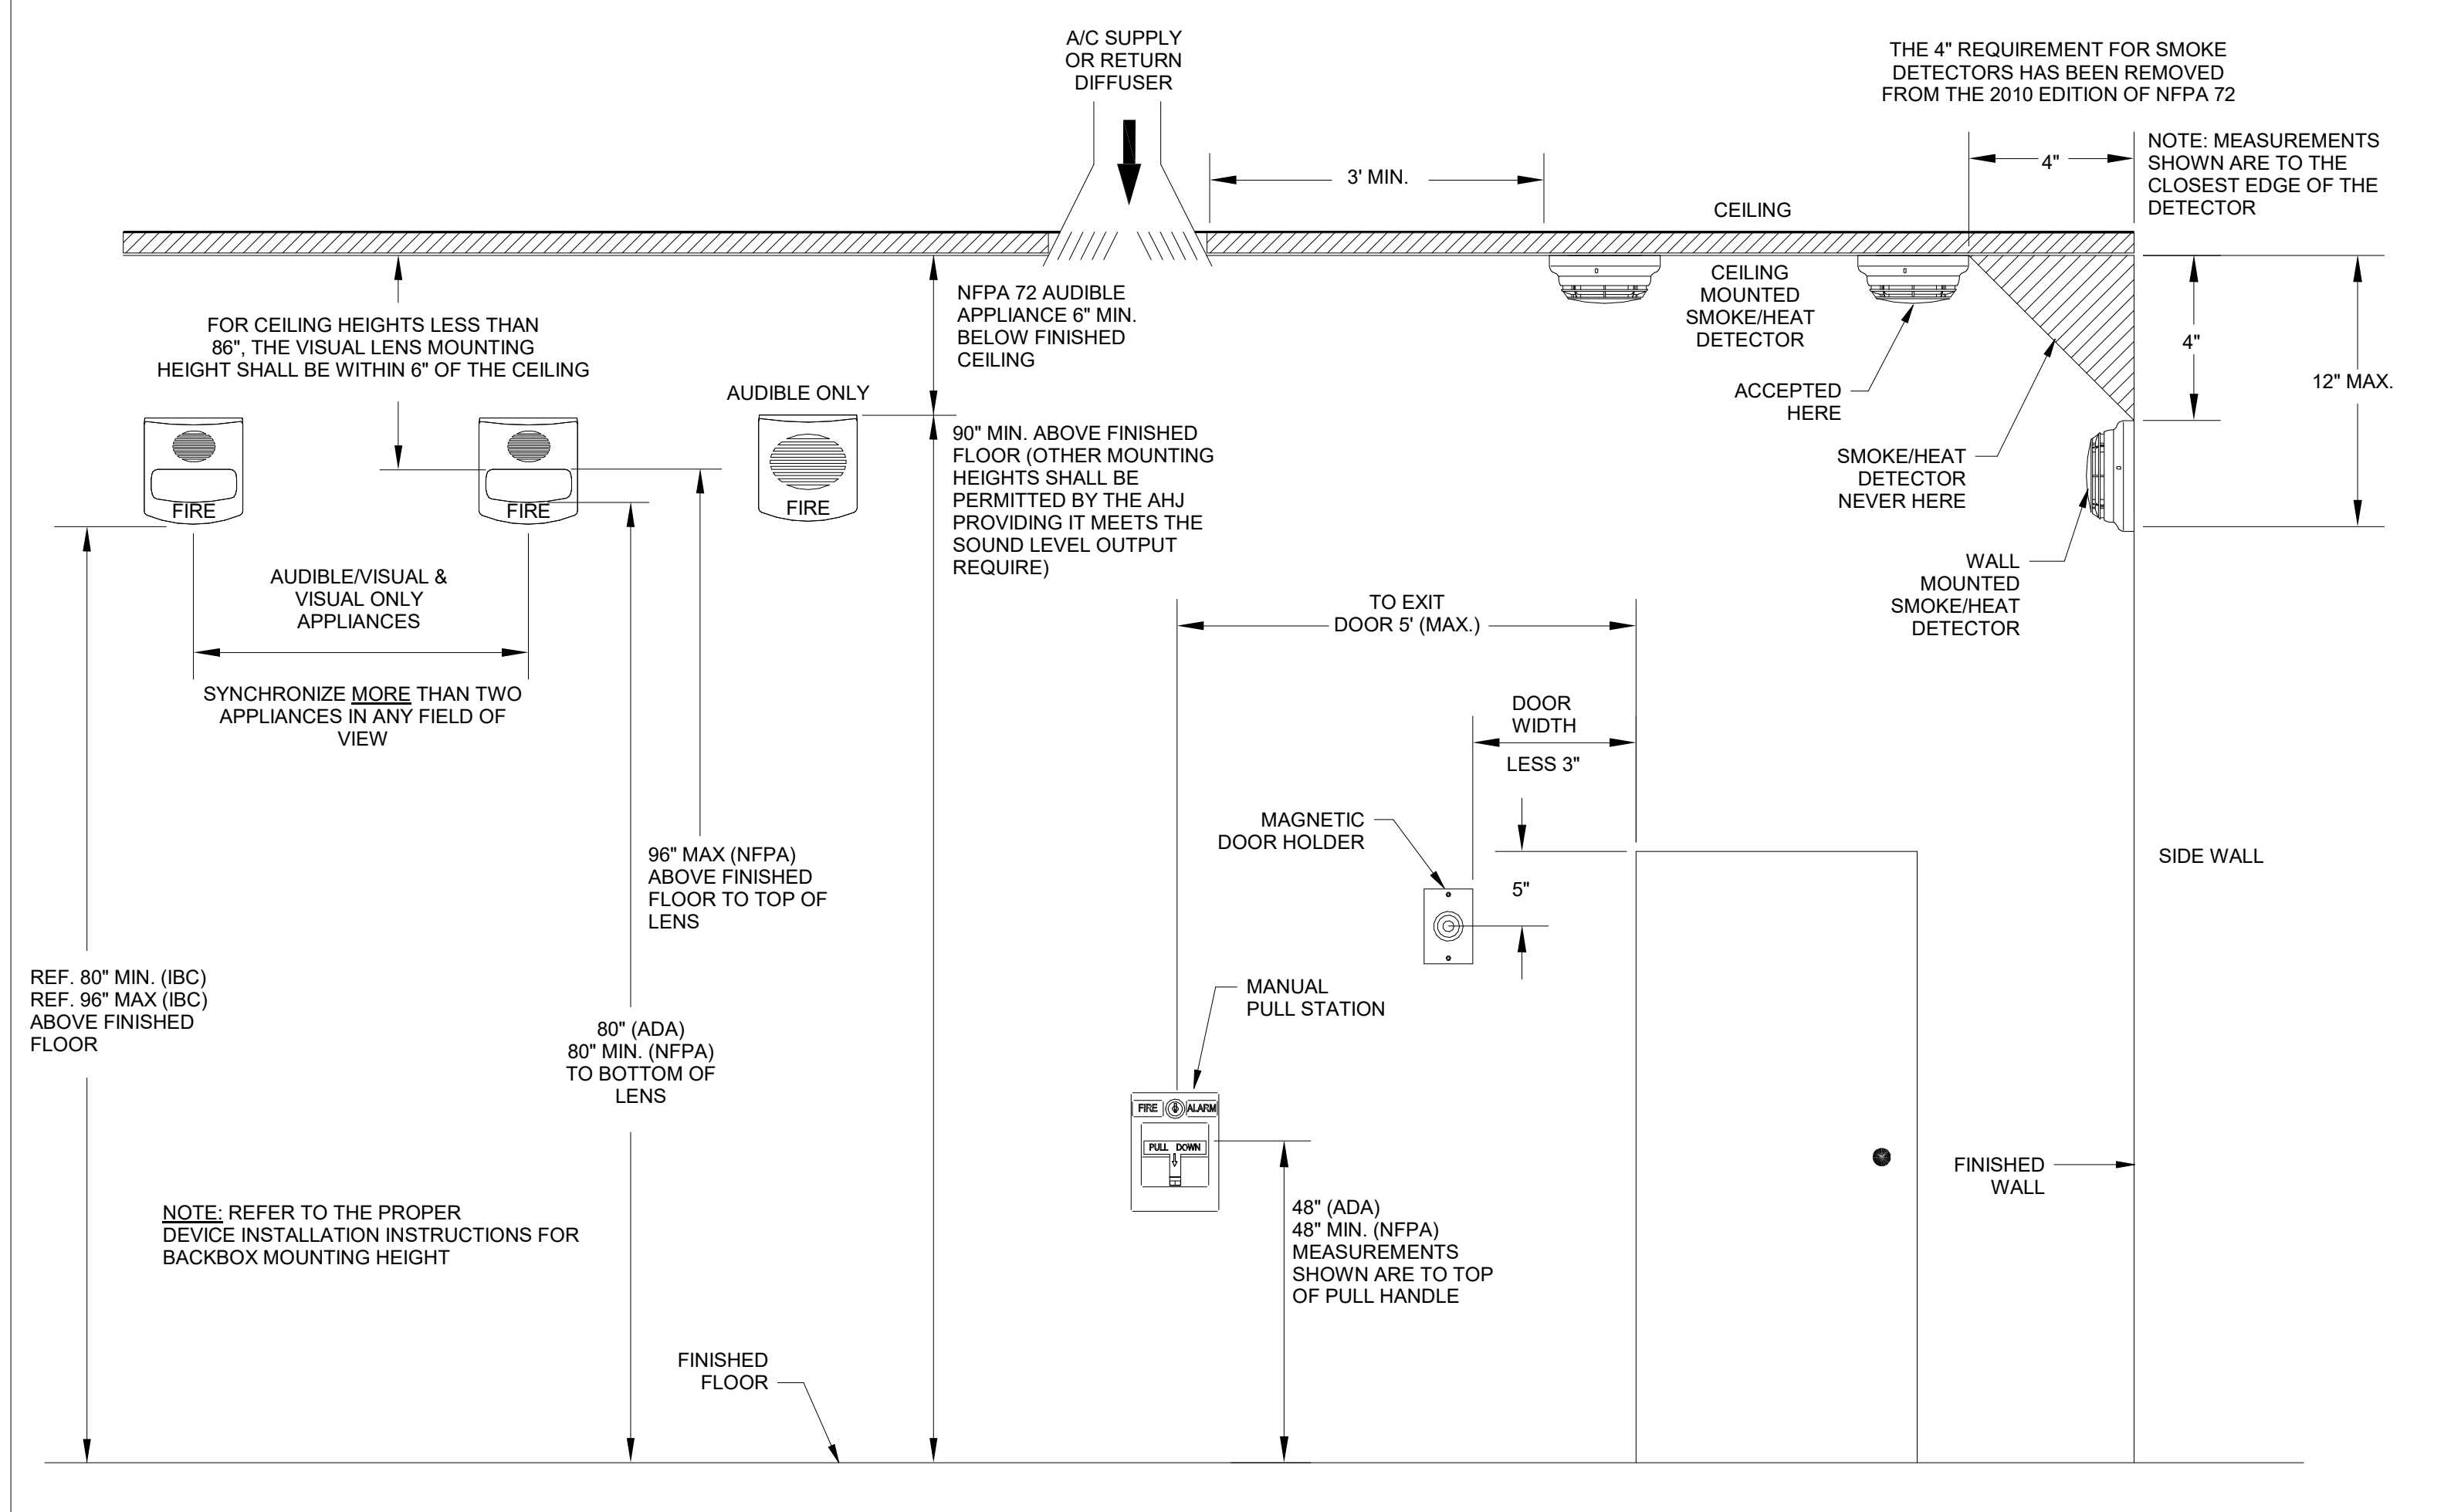 A/C SUPPLY
OR RETURN
DIFFUSER
THE 4" REQUIREMENT FOR SMOKE
DETECTORS HAS BEEN REMOVED
FROM THE 2010 EDITION OF NFPA 72
NOTE: MEASUREMENTS
SHOWN ARE TO THE
CLOSEST EDGE OF THE
DETECTOR
3' MIN.
4"
CEILING
FOR CEILING HEIGHTS LESS THAN
86", THE VISUAL LENS MOUNTING
HEIGHT SHALL BE WITHIN 6" OF THE CEILING
NFPA 72 AUDIBLE
APPLIANCE 6" MIN.
BELOW FINISHED
CEILING
CEILING
MOUNTED
SMOKE/HEAT
DETECTOR
4"
12" MAX.
ACCEPTED
HERE
AUDIBLE ONLY
FIRE
FIRE
FIRE
90" MIN. ABOVE FINISHED
FLOOR (OTHER MOUNTING
HEIGHTS SHALL BE
PERMITTED BY THE AHJ
PROVIDING IT MEETS THE
SOUND LEVEL OUTPUT
REQUIRE)
SMOKE/HEAT
DETECTOR
NEVER HERE
WALL
MOUNTED
SMOKE/HEAT
DETECTOR
AUDIBLE/VISUAL &
VISUAL ONLY
APPLIANCES
SYNCHRONIZE MORE THAN TWO
APPLIANCES IN ANY FIELD OF
VIEW
TO EXIT
DOOR 5' (MAX.)
DOOR
WIDTH
LESS 3"
MAGNETIC
DOOR HOLDER
5"
SIDE WALL
96" MAX (NFPA)
ABOVE FINISHED
FLOOR TO TOP OF
LENS
REF. 80" MIN. (IBC)
REF. 96" MAX (IBC)
ABOVE FINISHED
FLOOR
80" (ADA)
80" MIN. (NFPA)
TO BOTTOM OF
LENS
MANUAL
PULL STATION
FIRE ALARM
PULL DOWN
FINISHED
WALL
48" (ADA)
48" MIN. (NFPA)
MEASUREMENTS
SHOWN ARE TO TOP
OF PULL HANDLE
NOTE: REFER TO THE PROPER
DEVICE INSTALLATION INSTRUCTIONS FOR
BACKBOX MOUNTING HEIGHT
FINISHED
FLOOR